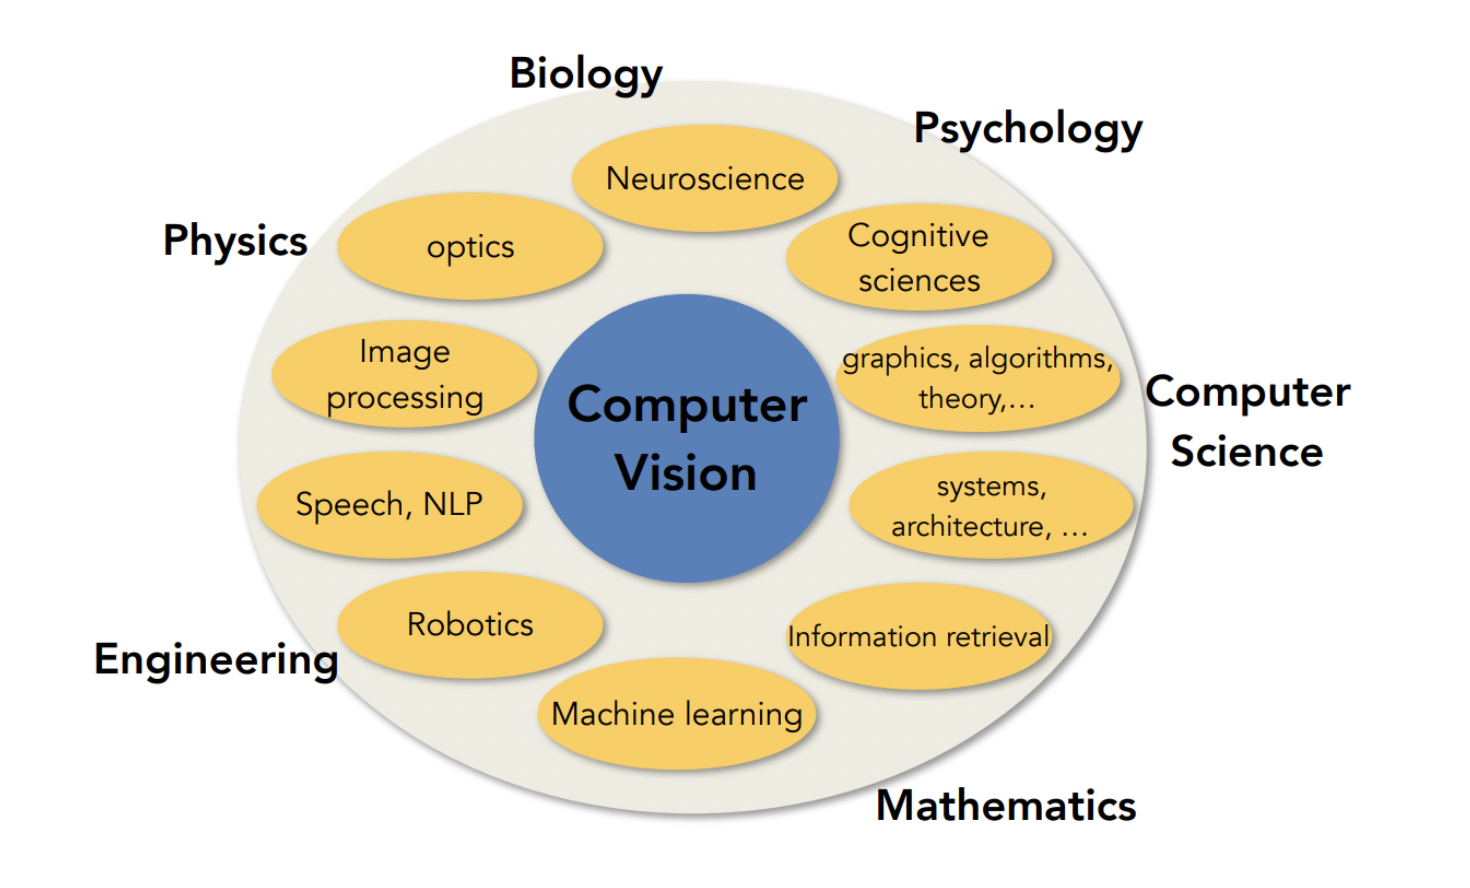 Biology
Psychology
Neuroscience
Physics
optics
Cognitive
sciences
Image
processing
graphics, algorithms,
theory,...
Computer
Vision
Computer
Science
Speech, NLP
systems,
architecture, ...
Robotics
Information retrieval
Engineering
Machine learning
Mathematics